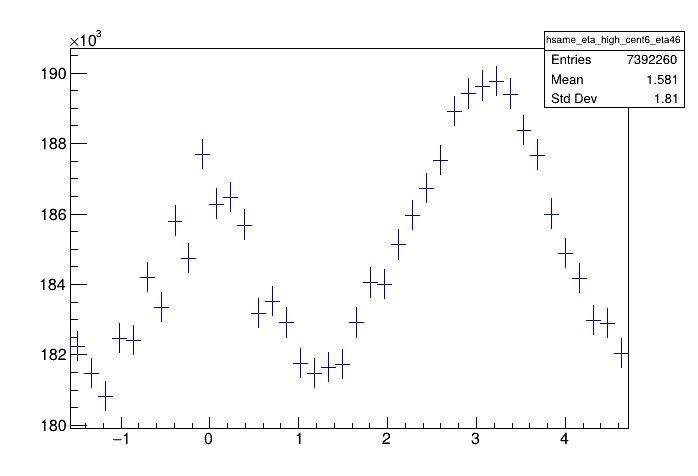 ×10³
hsame_eta_high_cent6_eta46
Entries 7392260
Mean 1.581
Std Dev 1.81
190
188
186
184
182
180
−1 0 1 2 3 4